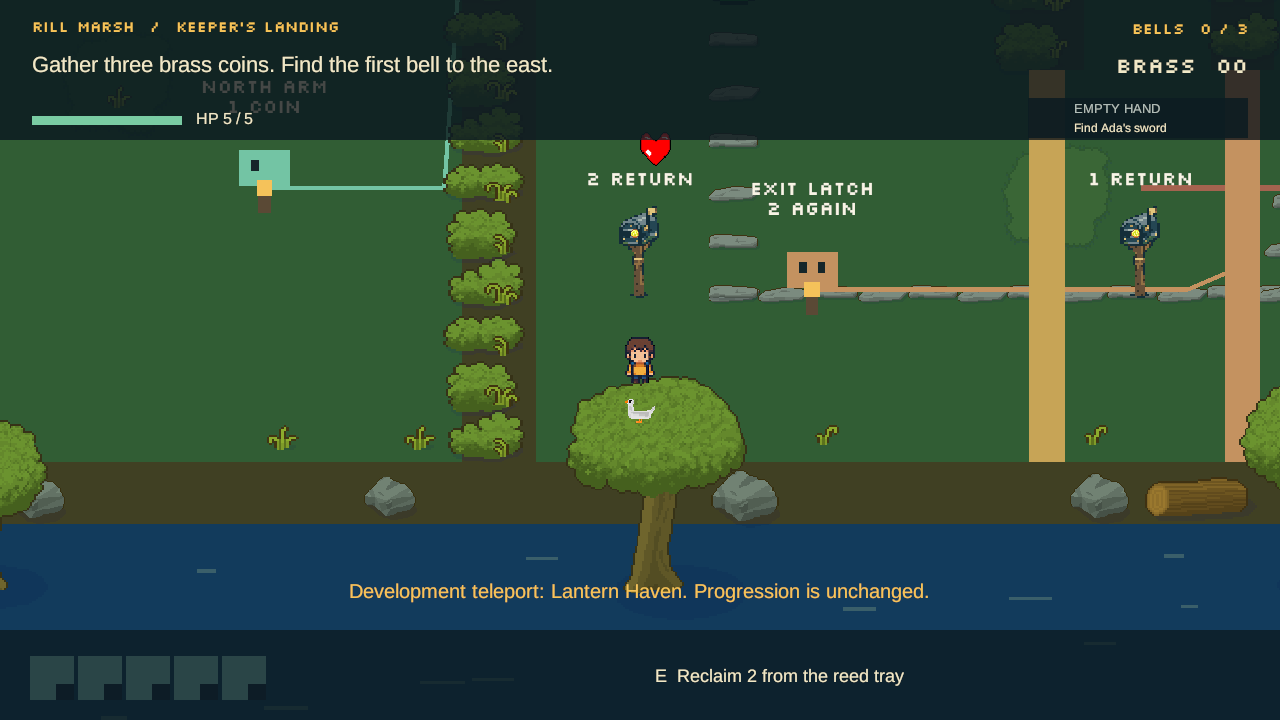 RILL MARSH / KEEPER'S LANDING
BELLS 0 / 3
Gather three brass coins. Find the first bell to the east.
BRASS 00
NORTH ARM
1 COIN
HP 5 / 5
EMPTY HAND
Find Ada's sword
2 RETURN
EXIT LATCH
2 AGAIN
1 RETURN
Development teleport: Lantern Haven. Progression is unchanged.
E Reclaim 2 from the reed tray